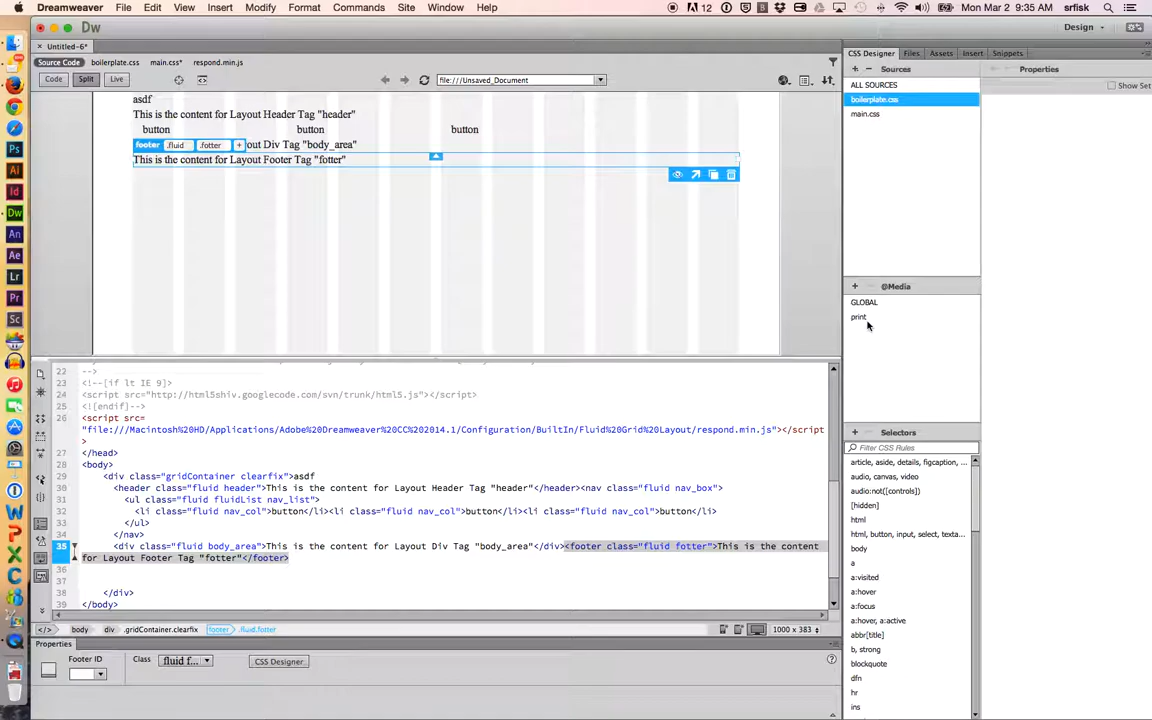 Dreamweaver File Edit View Insert Modify Format Commands Site Window Help 12 Mon Mar 2 9:35 AM srfisk
Dw Design
× Untitled-6*
Source Code boilerplate.css main.css* respond.min.js
Code Split Live file:///Unsaved_Document
asdf
This is the content for Layout Header Tag "header"
button button button
footer .fluid .fotter + out Div Tag "body_area"
This is the content for Layout Footer Tag "fotter"
CSS Designer Files Assets Insert Snippets
+ − Sources
ALL SOURCES
boilerplate.css
main.css
Properties
Show Set
+ @Media
GLOBAL
print
+ Selectors
Filter CSS Rules
article, aside, details, figcaption, ...
audio, canvas, video
audio:not([controls])
[hidden]
html
html, button, input, select, texta...
body
a
a:visited
a:hover
a:focus
a:hover, a:active
abbr[title]
b, strong
blockquote
dfn
hr
ins
22 -->
23 <!--[if lt IE 9]>
24 <script src="http://html5shiv.googlecode.com/svn/trunk/html5.js"></script>
25 <![endif]-->
26 <script src=
"file:///Macintosh%20HD/Applications/Adobe%20Dreamweaver%20CC%202014.1/Configuration/BuiltIn/Fluid%20Grid%20Layout/respond.min.js"></script
>
27 </head>
28 <body>
29 <div class="gridContainer clearfix">asdf
30 <header class="fluid header">This is the content for Layout Header Tag "header"</header><nav class="fluid nav_box">
31 <ul class="fluid fluidList nav_list">
32 <li class="fluid nav_col">button</li><li class="fluid nav_col">button</li><li class="fluid nav_col">button</li>
33 </ul>
34 </nav>
35 <div class="fluid body_area">This is the content for Layout Div Tag "body_area"</div><footer class="fluid fotter">This is the content
for Layout Footer Tag "fotter"</footer>
36
37
38 </div>
39 </body>
</> body div .gridContainer.clearfix footer .fluid.fotter 1000 x 383
Properties
Footer ID Class fluid f... CSS Designer